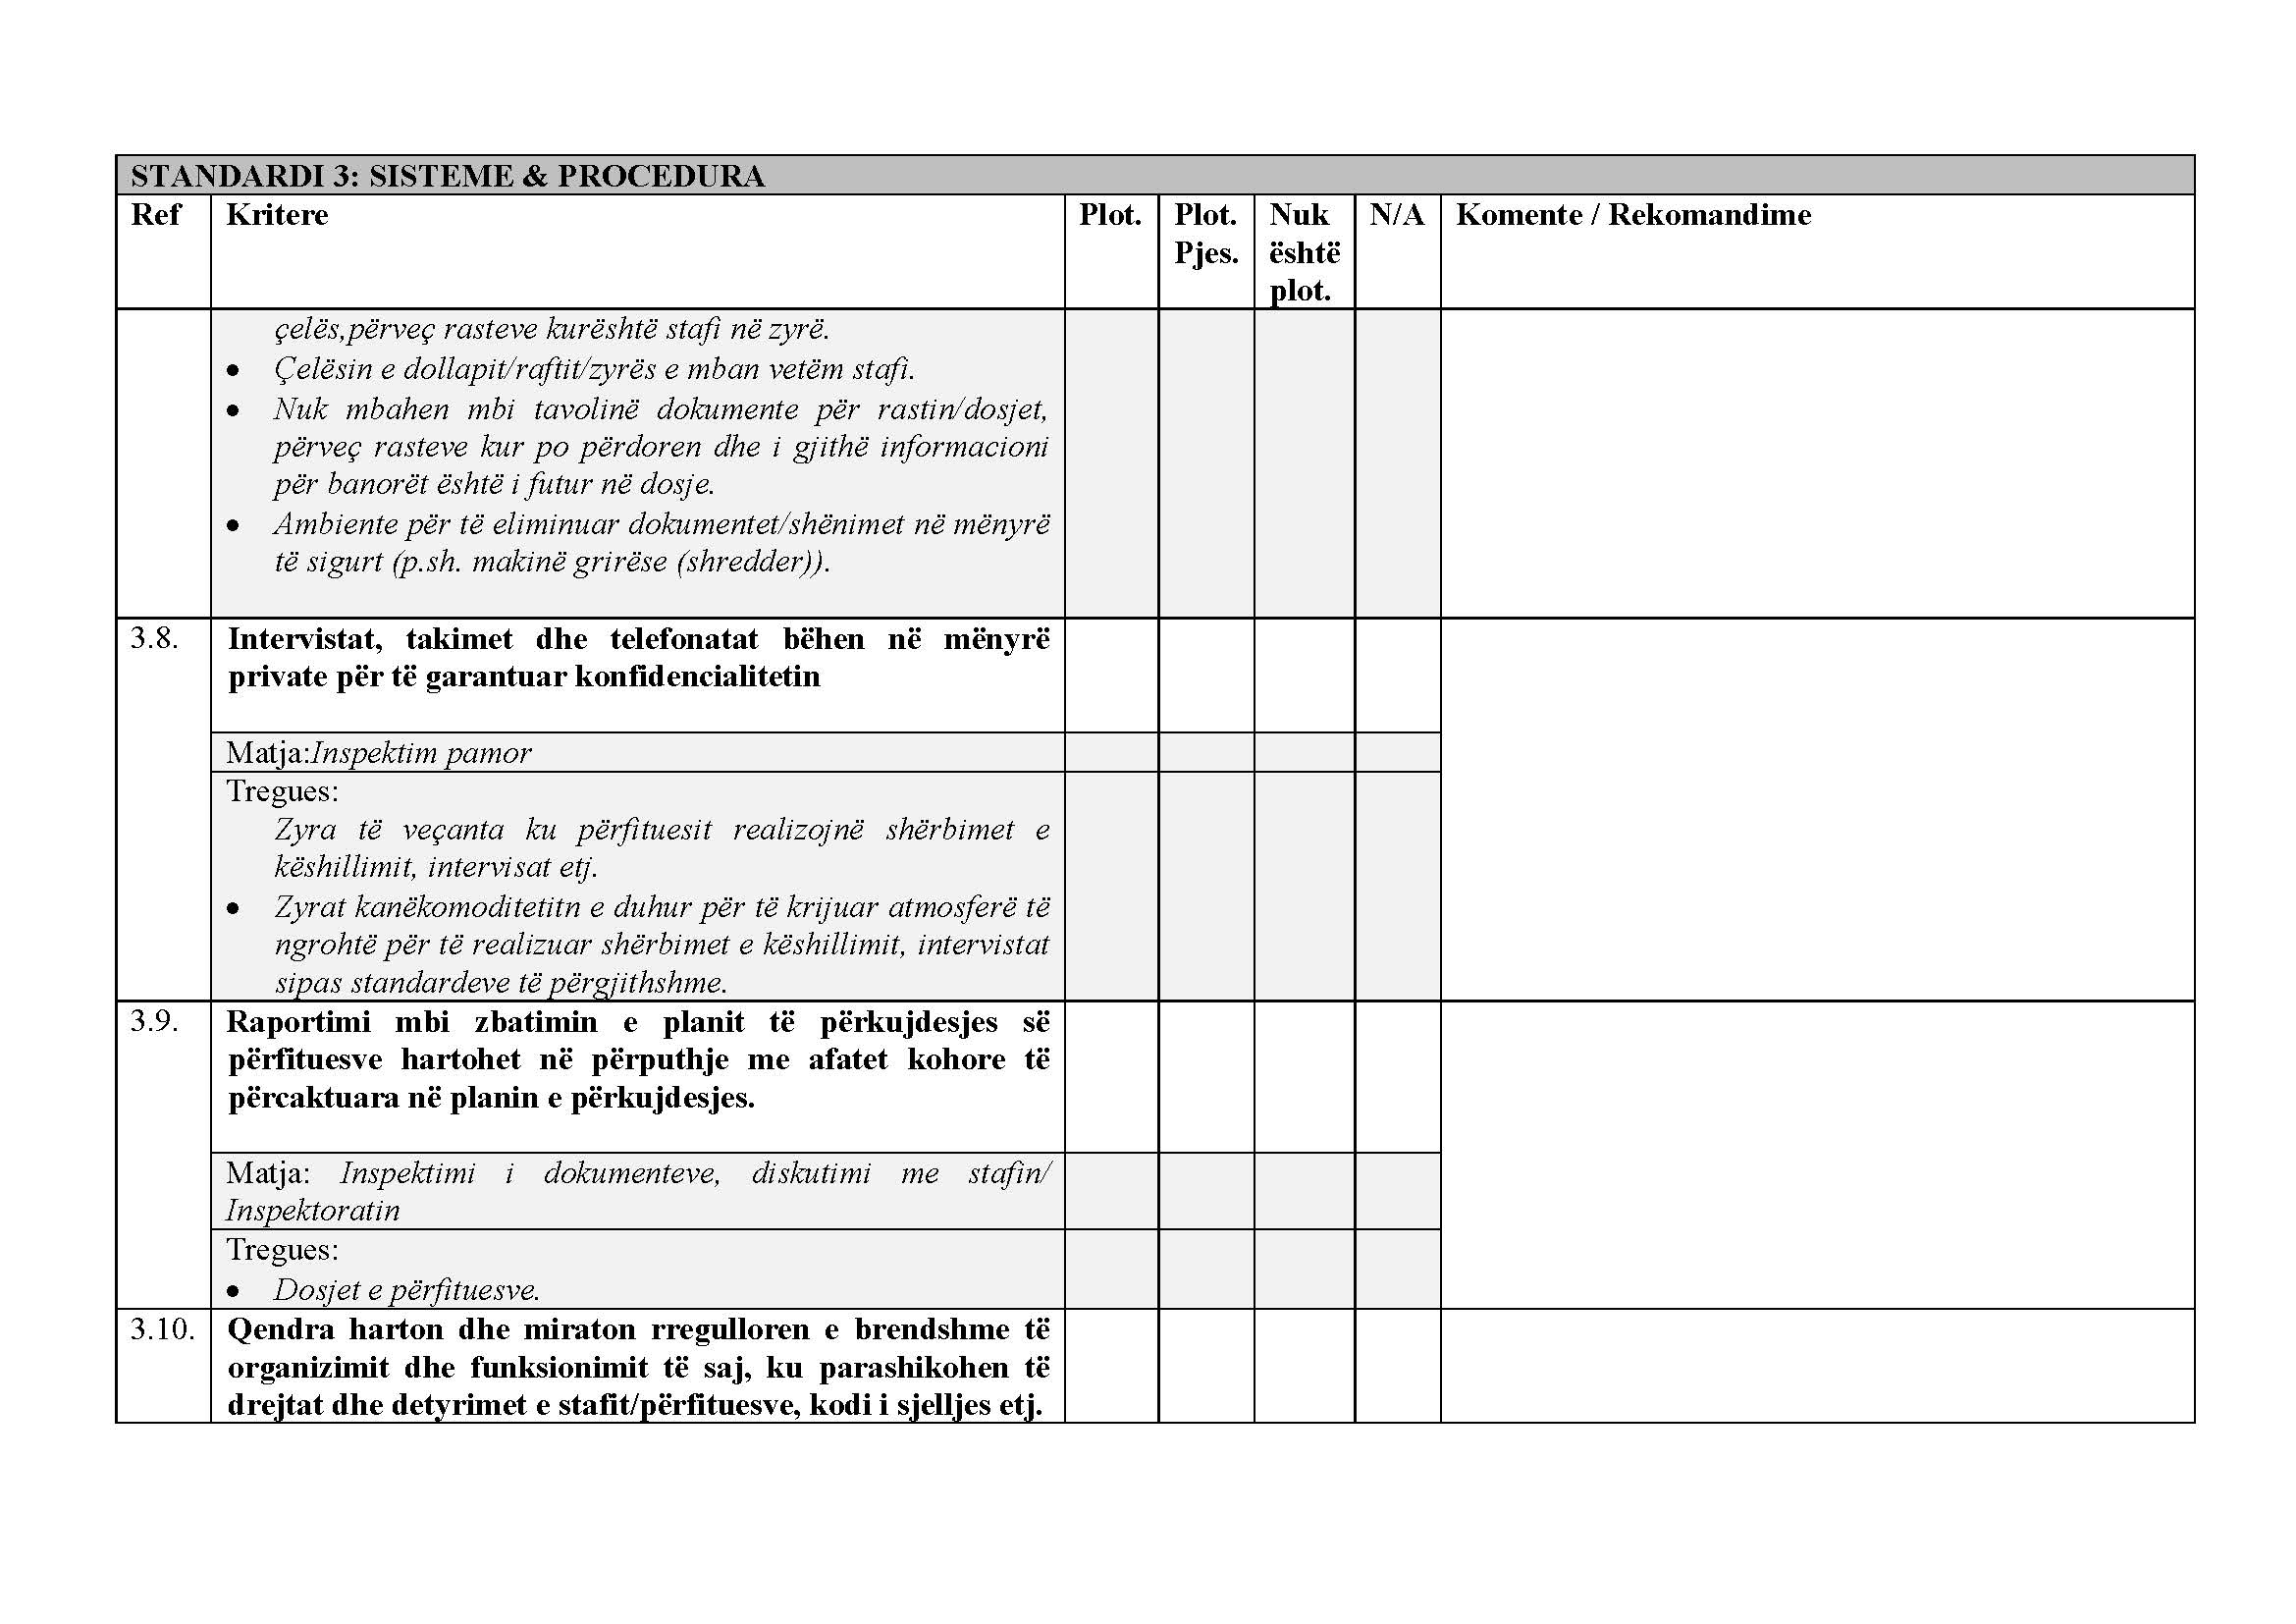 STANDARDI 3: SISTEME & PROCEDURA
Ref Kritere Plot. Plot. Pjes. Nuk është plot. N/A Komente / Rekomandime
çelës,përveç rasteve kurështë stafi në zyrë.
• Çelësin e dollapit/raftit/zyrës e mban vetëm stafi.
• Nuk mbahen mbi tavolinë dokumente për rastin/dosjet,
përveç rasteve kur po përdoren dhe i gjithë informacioni
për banorët është i futur në dosje.
• Ambiente për të eliminuar dokumentet/shënimet në mënyrë
të sigurt (p.sh. makinë grirëse (shredder)).
3.8. Intervistat, takimet dhe telefonatat bëhen në mënyrë
private për të garantuar konfidencialitetin
Matja:Inspektim pamor
Tregues:
Zyra të veçanta ku përfituesit realizojnë shërbimet e
këshillimit, intervisat etj.
• Zyrat kanëkomoditetitn e duhur për të krijuar atmosferë të
ngrohtë për të realizuar shërbimet e këshillimit, intervistat
sipas standardeve të përgjithshme.
3.9. Raportimi mbi zbatimin e planit të përkujdesjes së
përfituesve hartohet në përputhje me afatet kohore të
përcaktuara në planin e përkujdesjes.
Matja: Inspektimi i dokumenteve, diskutimi me stafin/
Inspektoratin
Tregues:
• Dosjet e përfituesve.
3.10. Qendra harton dhe miraton rregulloren e brendshme të
organizimit dhe funksionimit të saj, ku parashikohen të
drejtat dhe detyrimet e stafit/përfituesve, kodi i sjelljes etj.